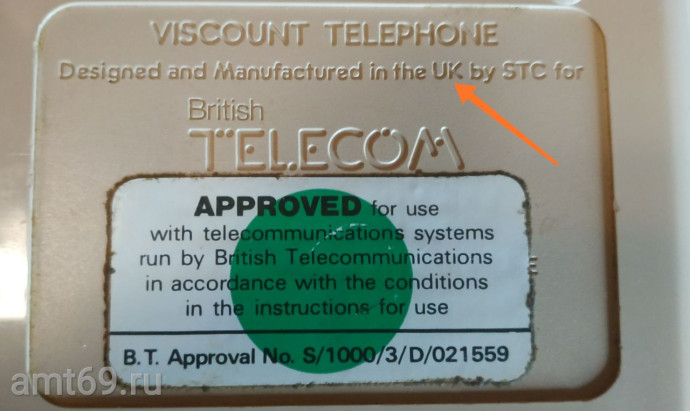 VISCOUNT TELEPHONE
Designed and Manufactured in the UK by STC for
British
TELECOM
APPROVED for use
with telecommunications systems
run by British Telecommunications
in accordance with the conditions
in the instructions for use
B.T. Approval No. S/1000/3/D/021559
amt69.ru